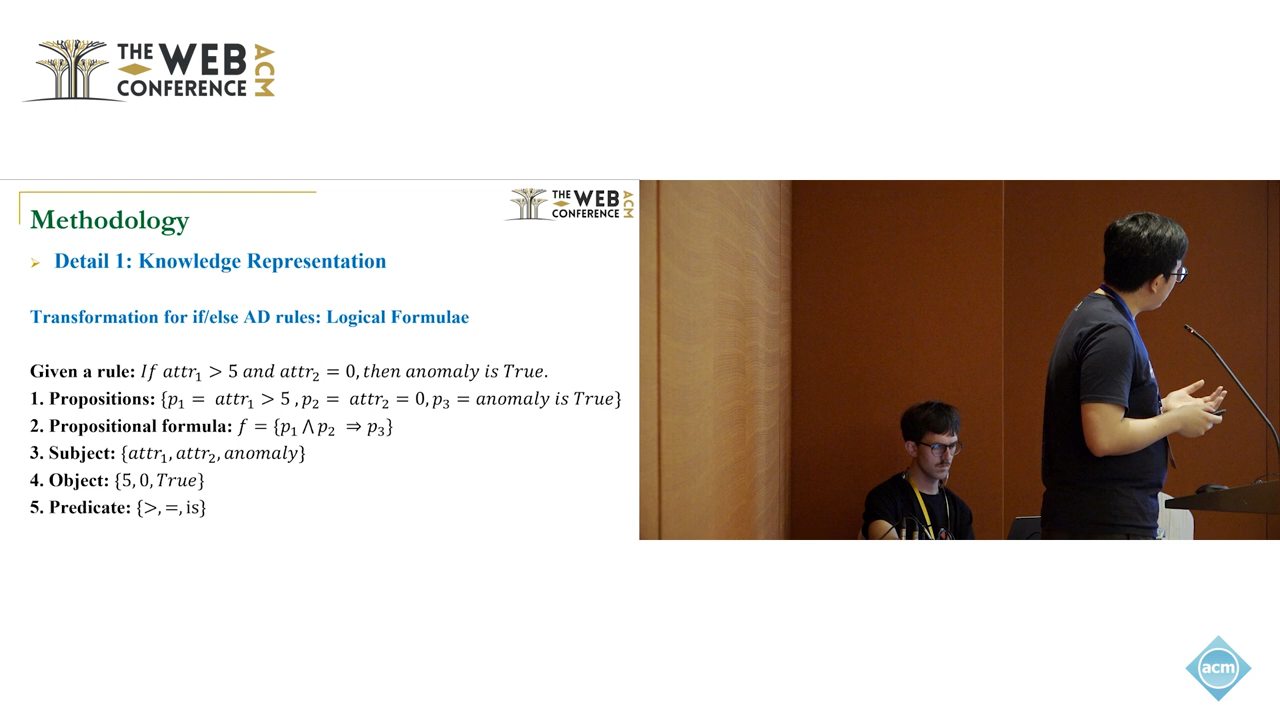 THE WEB
CONFERENCE
ACM
THE WEB
CONFERENCE
ACM
Methodology
➢ Detail 1: Knowledge Representation
Transformation for if/else AD rules: Logical Formulae
Given a rule: If attr₁ > 5 and attr₂ = 0, then anomaly is True.
1. Propositions: {p₁ = attr₁ > 5 , p₂ = attr₂ = 0, p₃ = anomaly is True}
2. Propositional formula: f = {p₁ ⋀ p₂ ⇒ p₃}
3. Subject: {attr₁, attr₂, anomaly}
4. Object: {5, 0, True}
5. Predicate: {>, =, is}
acm